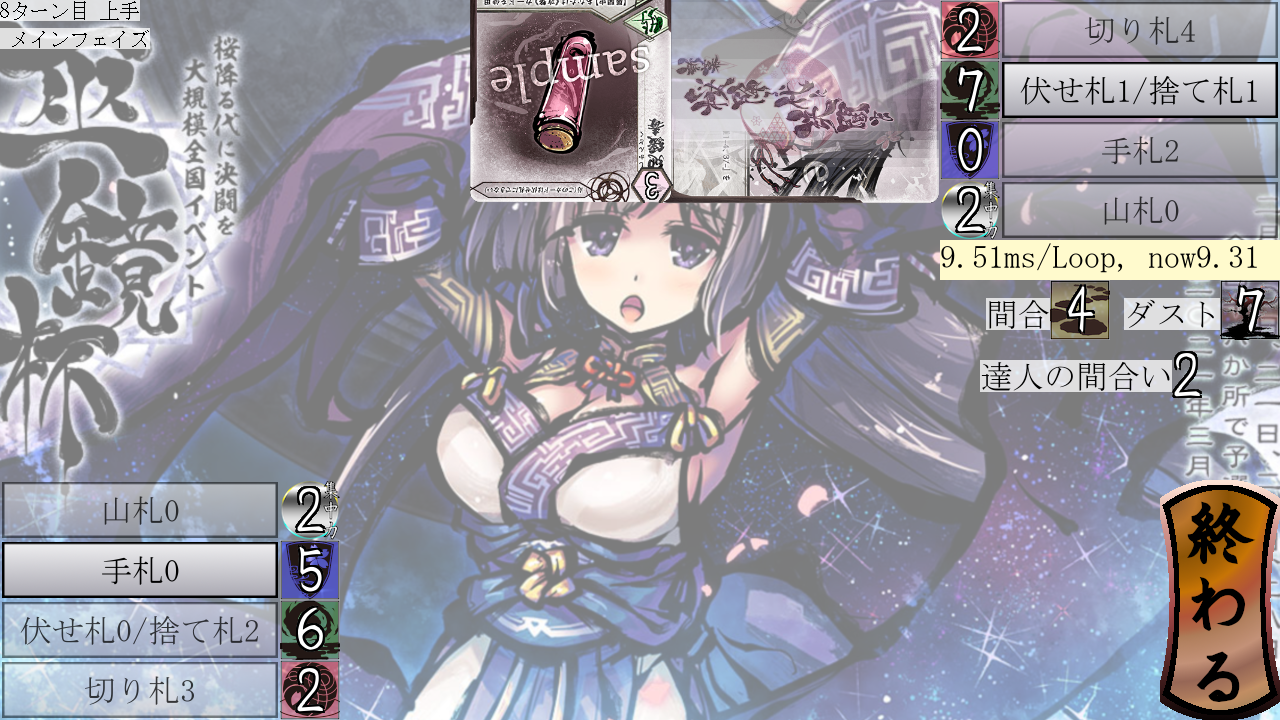 8ターン目 上手
メインフェイズ
桜降る代に決闘を
大規模全国イベント
sample
3
2
切り札4
7
伏せ札1/捨て札1
0
手札2
2
集中力
山札0
9.51ms/Loop, now9.31
間合
4
ダスト
7
達人の間合い
2
山札0
2
集中力
手札0
5
伏せ札0/捨て札2
6
切り札3
2
終わる